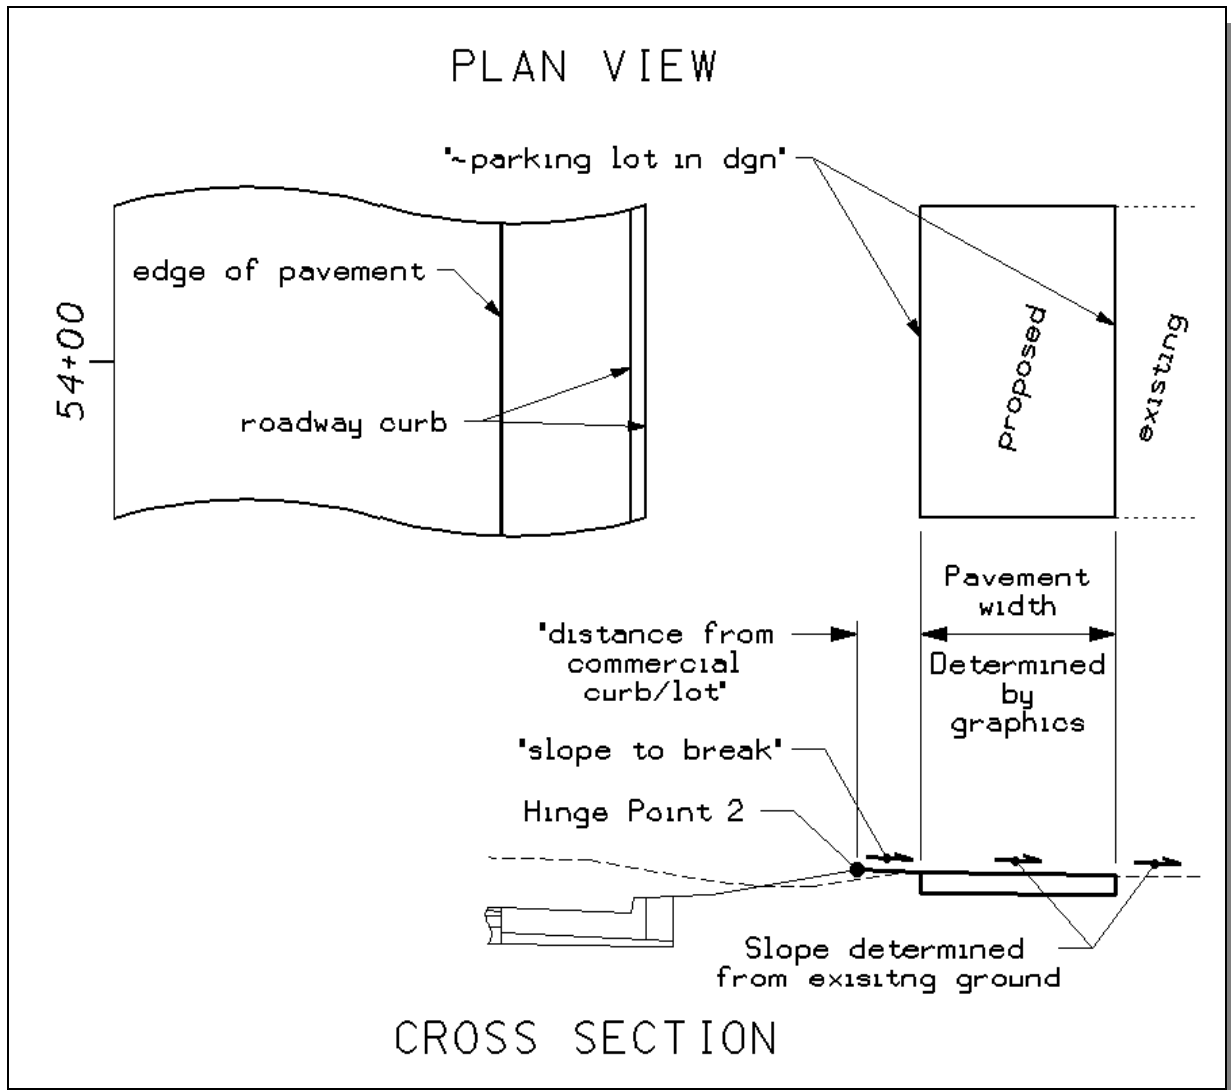 PLAN VIEW
"~parking lot in dgn"
edge of pavement
54+00
roadway curb
proposed
existing
Pavement
width
Determined
by
graphics
"distance from
commercial
curb/lot"
"slope to break"
Hinge Point 2
Slope determined
from exisitng ground
CROSS SECTION